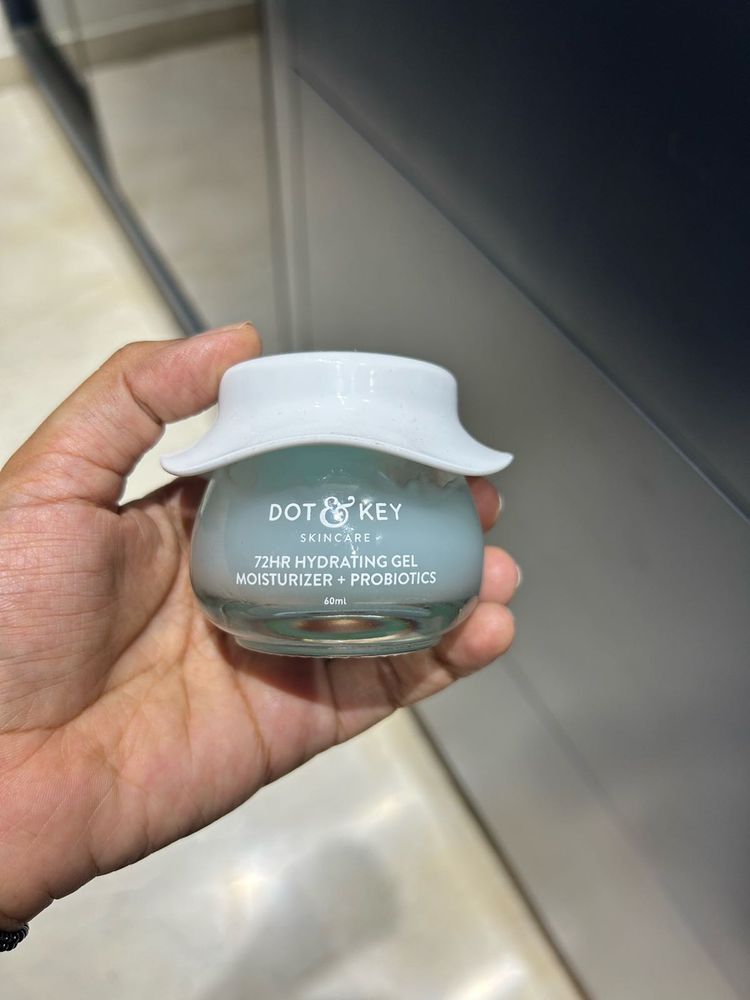 DOT & KEY
SKINCARE
72HR HYDRATING GEL
MOISTURIZER + PROBIOTICS
60mL